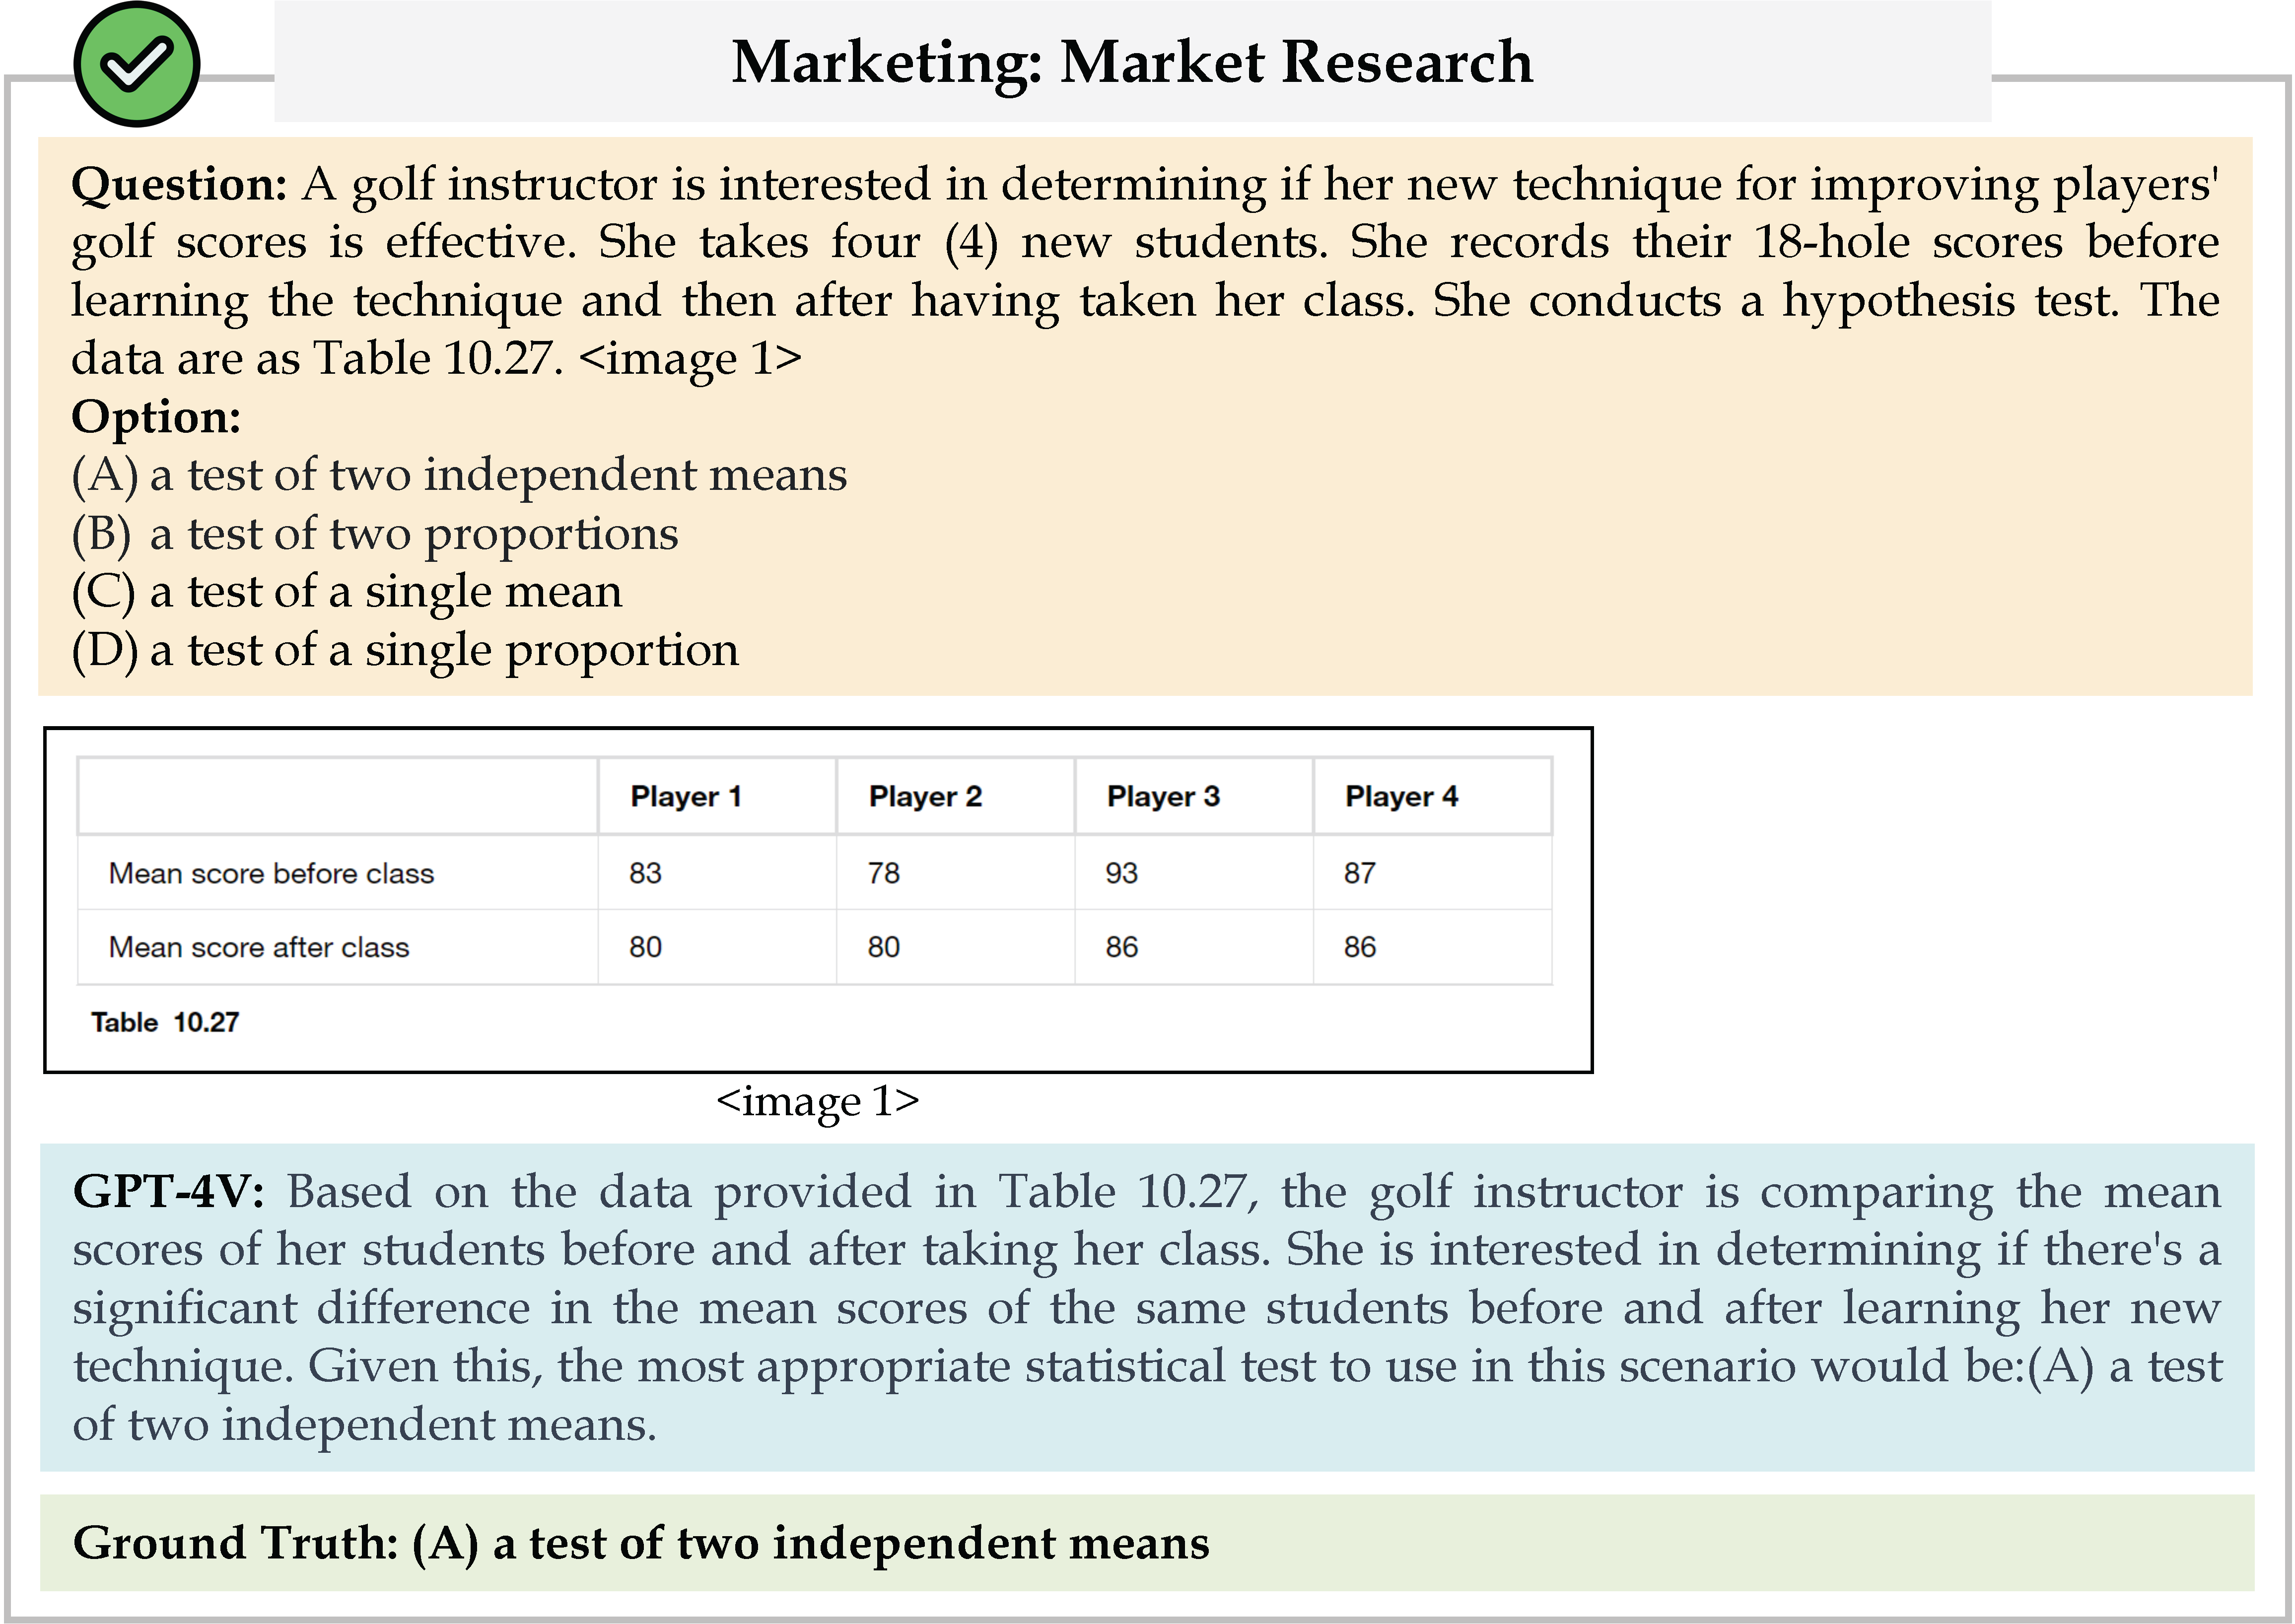 Marketing: Market Research
Question: A golf instructor is interested in determining if her new technique for improving players'
golf scores is effective. She takes four (4) new students. She records their 18-hole scores before
learning the technique and then after having taken her class. She conducts a hypothesis test. The
data are as Table 10.27. <image 1>
Option:
(A) a test of two independent means
(B) a test of two proportions
(C) a test of a single mean
(D) a test of a single proportion
Player 1 Player 2 Player 3 Player 4
Mean score before class 83 78 93 87
Mean score after class 80 80 86 86
Table 10.27
<image 1>
GPT-4V: Based on the data provided in Table 10.27, the golf instructor is comparing the mean
scores of her students before and after taking her class. She is interested in determining if there's a
significant difference in the mean scores of the same students before and after learning her new
technique. Given this, the most appropriate statistical test to use in this scenario would be:(A) a test
of two independent means.
Ground Truth: (A) a test of two independent means